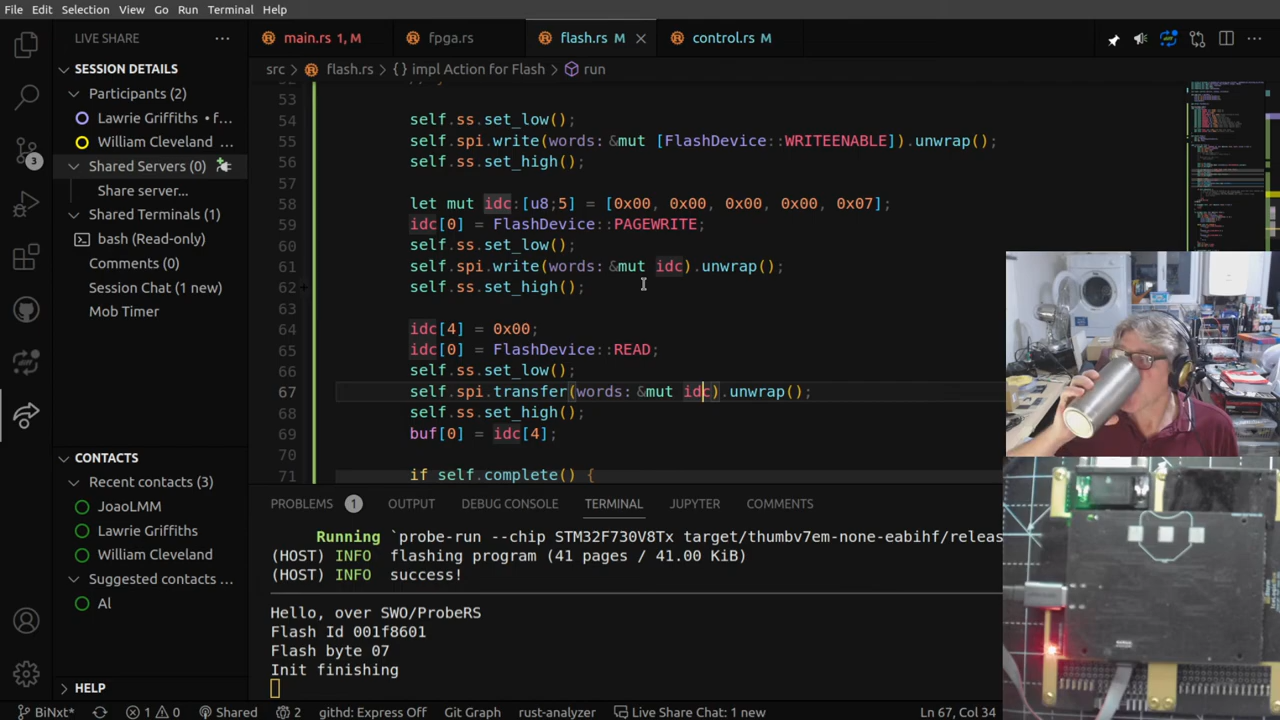 File Edit Selection View Go Run Terminal Help
LIVE SHARE
main.rs 1, M
fpga.rs
flash.rs M
control.rs M
SESSION DETAILS
Participants (2)
Lawrie Griffiths • f...
William Cleveland ...
Shared Servers (0)
Share server...
Shared Terminals (1)
bash (Read-only)
Comments (0)
Session Chat (1 new)
Mob Timer
3
CONTACTS
Recent contacts (3)
JoaoLMM
Lawrie Griffiths
William Cleveland
Suggested contacts ...
Al
HELP
src > flash.rs > {} impl Action for Flash > run
53
54 self.ss.set_low();
55 self.spi.write(words: &mut [FlashDevice::WRITEENABLE]).unwrap();
56 self.ss.set_high();
57
58 let mut idc:[u8;5] = [0x00, 0x00, 0x00, 0x00, 0x07];
59 idc[0] = FlashDevice::PAGEWRITE;
60 self.ss.set_low();
61 self.spi.write(words: &mut idc).unwrap();
62 self.ss.set_high();
63
64 idc[4] = 0x00;
65 idc[0] = FlashDevice::READ;
66 self.ss.set_low();
67 self.spi.transfer(words: &mut idc).unwrap();
68 self.ss.set_high();
69 buf[0] = idc[4];
70
71 if self.complete() {
PROBLEMS 1 OUTPUT DEBUG CONSOLE TERMINAL JUPYTER COMMENTS
Running `probe-run --chip STM32F730V8Tx target/thumbv7em-none-eabihf/releas
(HOST) INFO flashing program (41 pages / 41.00 KiB)
(HOST) INFO success!
Hello, over SWO/ProbeRS
Flash Id 001f8601
Flash byte 07
Init finishing
BiNxt* 1 0 Shared 2 githd: Express Off Git Graph rust-analyzer Live Share Chat: 1 new Ln 67, Col 34